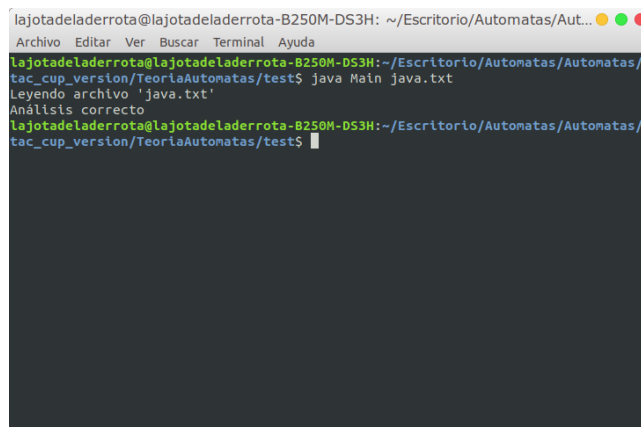 lajotadeladerrota@lajotadeladerrota-B250M-DS3H: ~/Escritorio/Automatas/Aut...
Archivo Editar Ver Buscar Terminal Ayuda
lajotadeladerrota@lajotadeladerrota-B250M-DS3H:~/Escritorio/Automatas/Automatas/
tac_cup_version/TeoriaAutomatas/test$ java Main java.txt
Leyendo archivo 'java.txt'
Análisis correcto
lajotadeladerrota@lajotadeladerrota-B250M-DS3H:~/Escritorio/Automatas/Automatas/
tac_cup_version/TeoriaAutomatas/test$